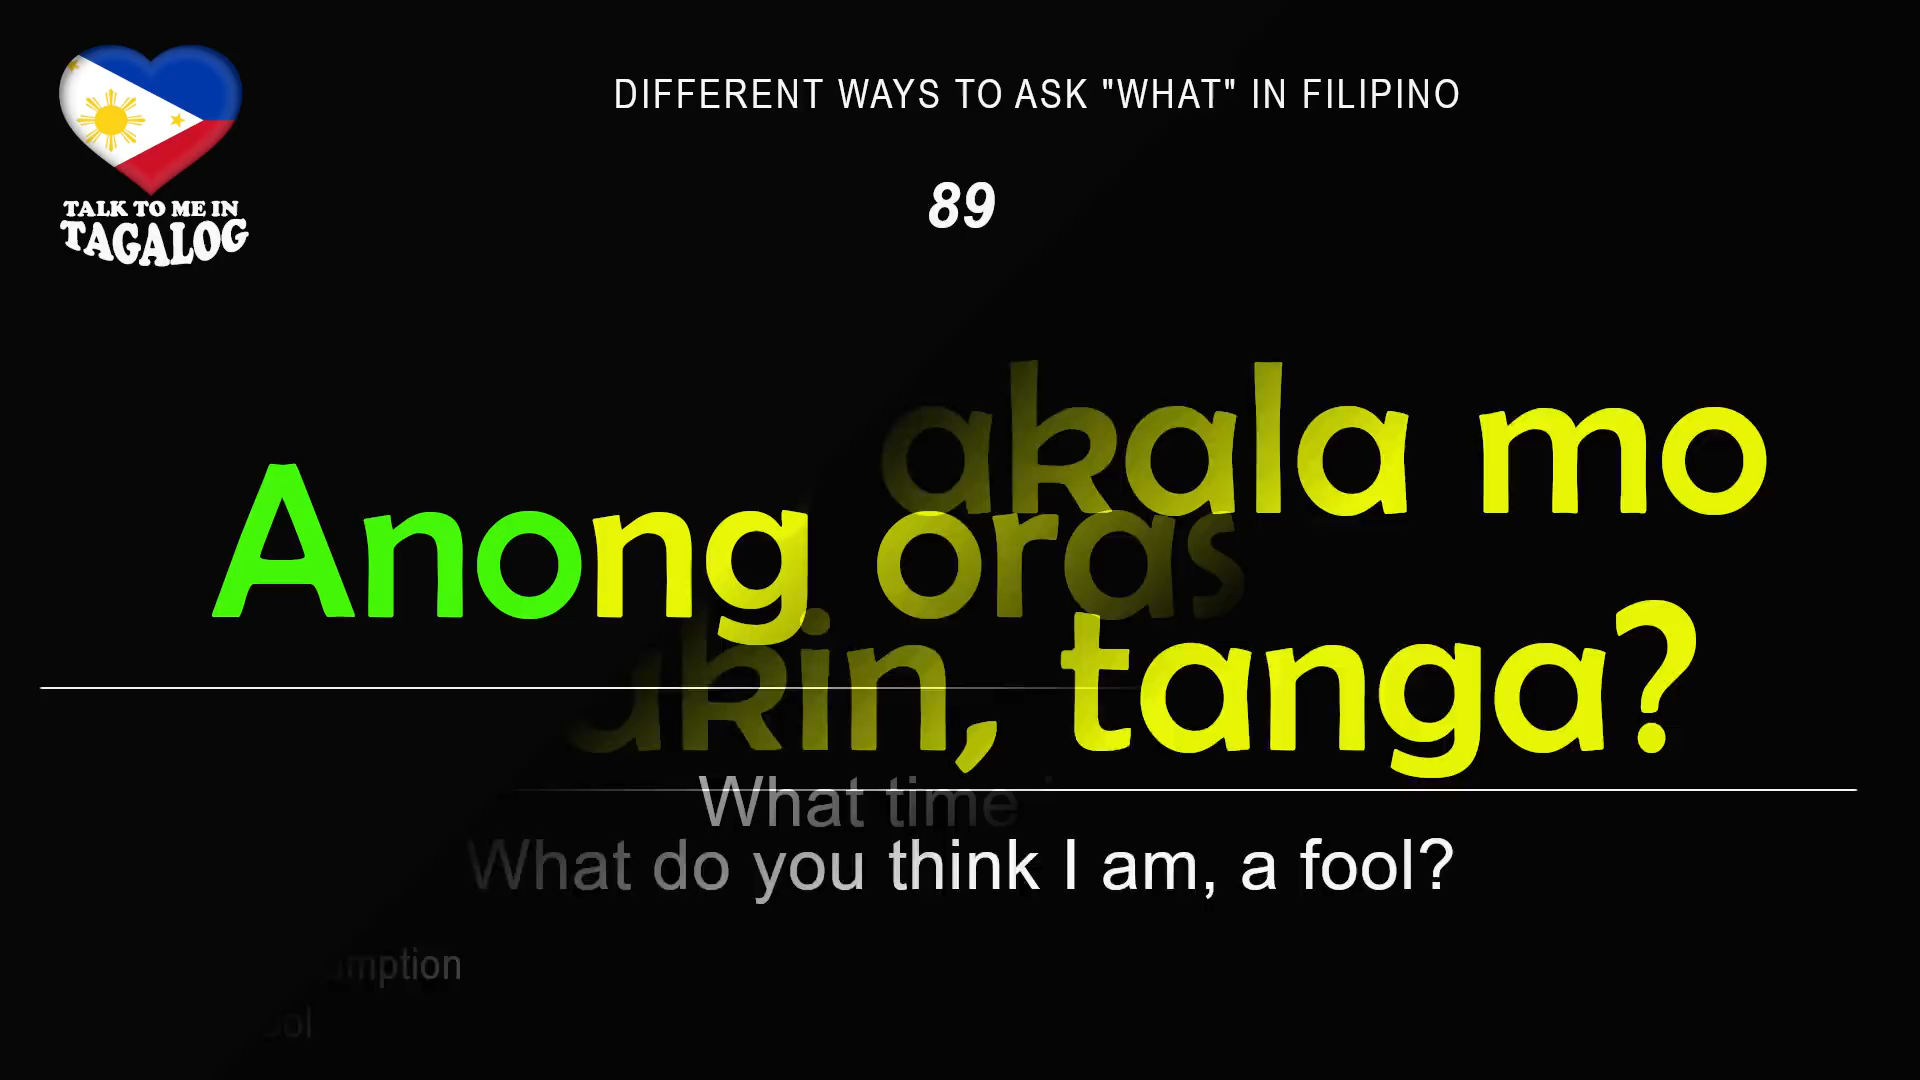 DIFFERENT WAYS TO ASK "WHAT" IN FILIPINO
TALK TO ME IN
TAGALOG
89
akala mo
Anong oras
akin, tanga?
What time
What do you think I am, a fool?